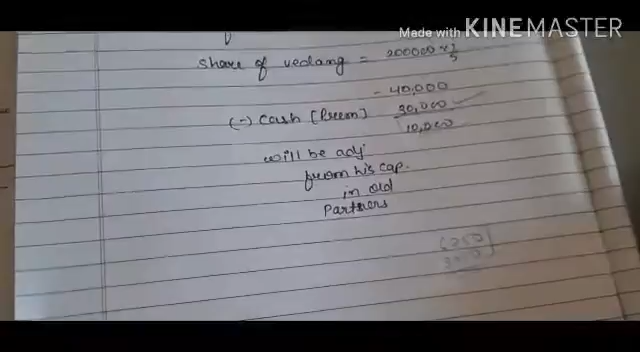 Made with KINEMASTER
share of vedang = 200000 x 1/5
- 40,000
(-) Cash [Preem] 30,000
10,000
will be adj
from his cap.
in old
Partners